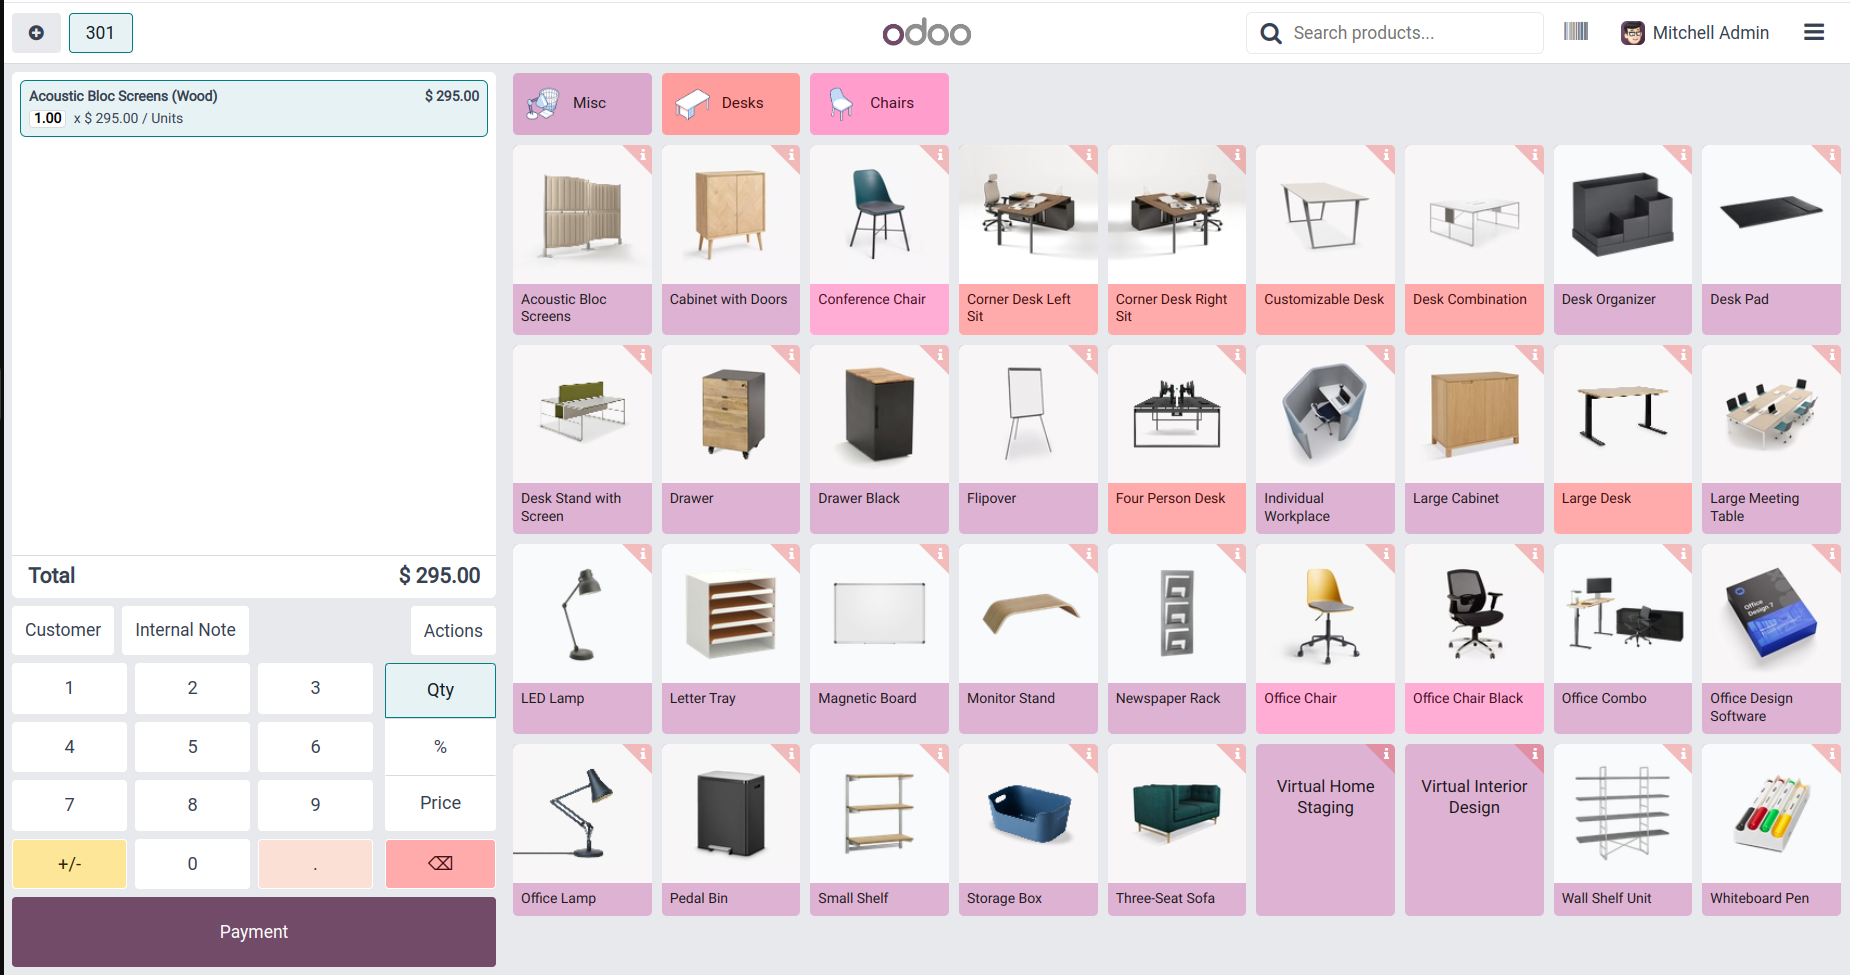 301
odoo
Search products...
Mitchell Admin
Acoustic Bloc Screens (Wood)
$ 295.00
1.00 x $ 295.00 / Units
Total
$ 295.00
Customer
Internal Note
Actions
1
2
3
Qty
4
5
6
%
7
8
9
Price
+/-
0
.
Payment
Misc
Desks
Chairs
Acoustic Bloc
Screens
Cabinet with Doors
Conference Chair
Corner Desk Left
Sit
Corner Desk Right
Sit
Customizable Desk
Desk Combination
Desk Organizer
Desk Pad
Desk Stand with
Screen
Drawer
Drawer Black
Flipover
Four Person Desk
Individual
Workplace
Large Cabinet
Large Desk
Large Meeting
Table
LED Lamp
Letter Tray
Magnetic Board
Monitor Stand
Newspaper Rack
Office Chair
Office Chair Black
Office Combo
Office
Design 7
Office Design
Software
Office Lamp
Pedal Bin
Small Shelf
Storage Box
Three-Seat Sofa
Virtual Home
Staging
Virtual Interior
Design
Wall Shelf Unit
Whiteboard Pen